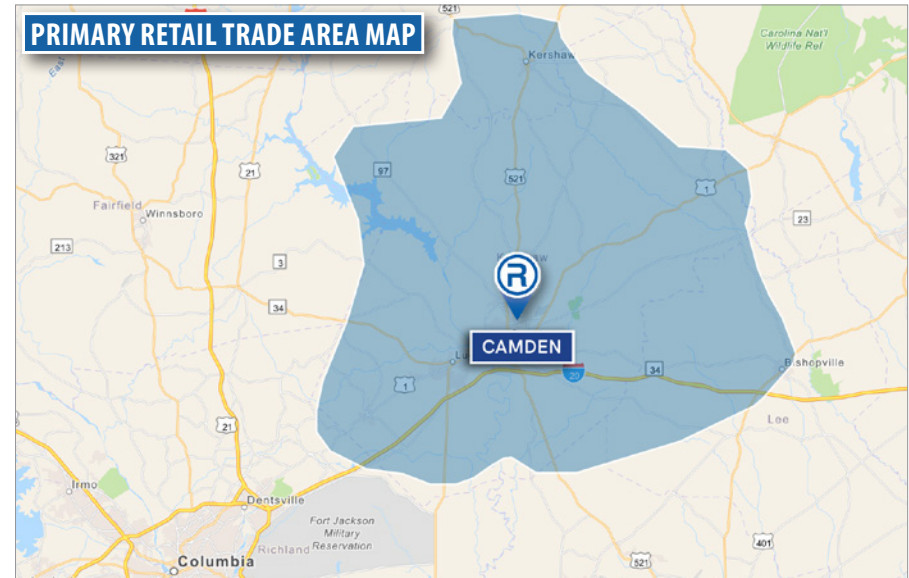 521
PRIMARY RETAIL TRADE AREA MAP
Kershaw
Carolina Nat'l
Wildlife Ref
East
321
21
97
521
1
Fairfield
Winnsboro
23
213
3
R
34
CAMDEN
Lu
20
34
Bishopville
1
21
Lee
Irmo
Dentsville
Fort Jackson
Military
Reservation
Richland
Columbia
401
521